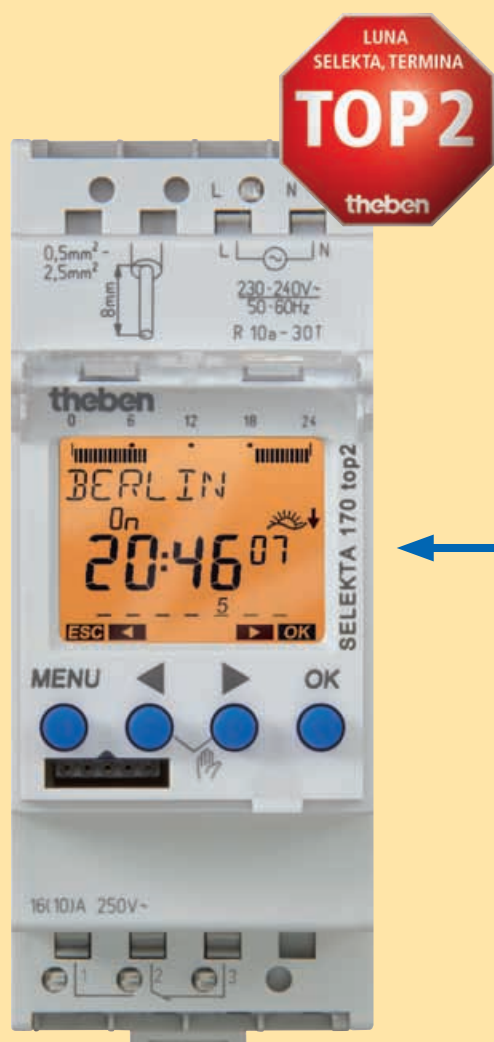 LUNA
SELEKTA, TERMINA
TOP 2
theben
L N
L N
0,5mm² -
2,5mm²
8mm
230-240V~
50-60Hz
R 10a-30T
theben
0 6 12 18 24
BERLIN
On
20:46 07
5
ESC OK
SELEKTA 170 top2
MENU OK
16(10)A 250V~
1 2 3